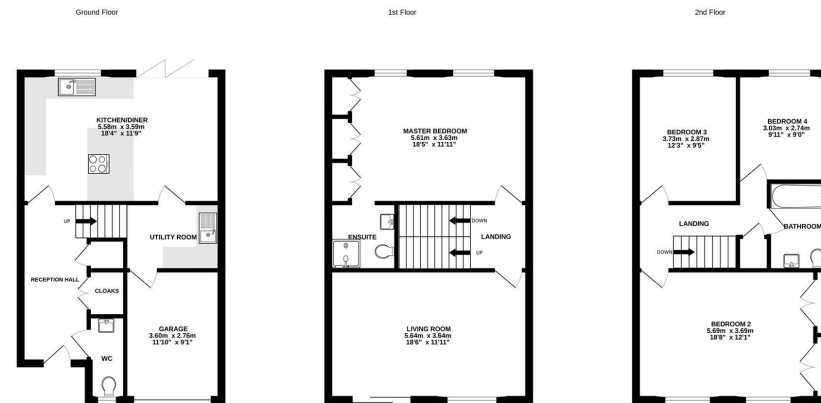 Ground Floor
KITCHEN/DINER
5.58m x 3.59m
18'4" x 11'9"
UP
UTILITY ROOM
RECEPTION HALL
CLOAKS
GARAGE
3.60m x 2.76m
11'10" x 9'1"
WC
1st Floor
MASTER BEDROOM
5.61m x 3.63m
18'5" x 11'11"
DOWN
ENSUITE
LANDING
UP
LIVING ROOM
5.64m x 3.64m
18'6" x 11'11"
2nd Floor
BEDROOM 3
3.73m x 2.87m
12'3" x 9'5"
BEDROOM 4
3.03m x 2.74m
9'11" x 9'0"
LANDING
BATHROOM
DOWN
BEDROOM 2
5.69m x 3.69m
18'8" x 12'1"